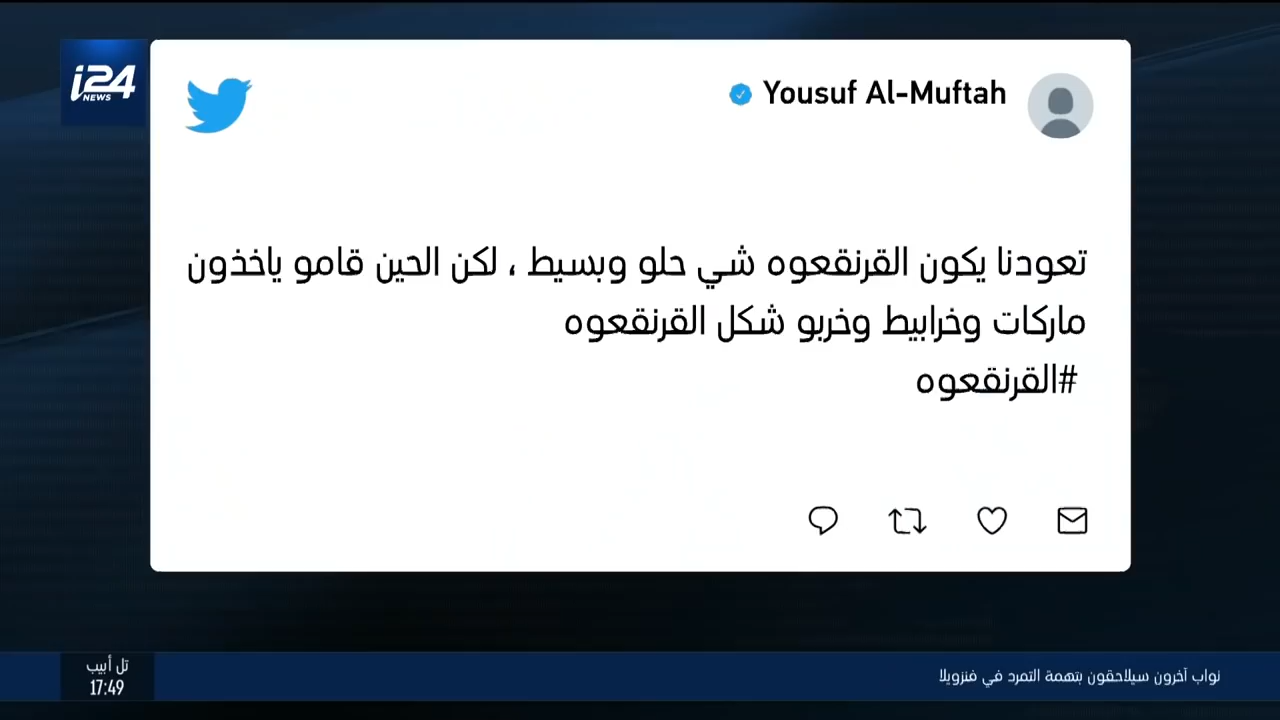 i24
NEWS
Yousuf Al-Muftah
تعودنا يكون القرنقعوه شي حلو وبسيط ، لكن الحين قامو ياخذون
ماركات وخرابيط وخربو شكل القرنقعوه
#القرنقعوه
نواب آخرون سيلاحقون بتهمة التمرد في فنزويلا
تل أبيب
17:49